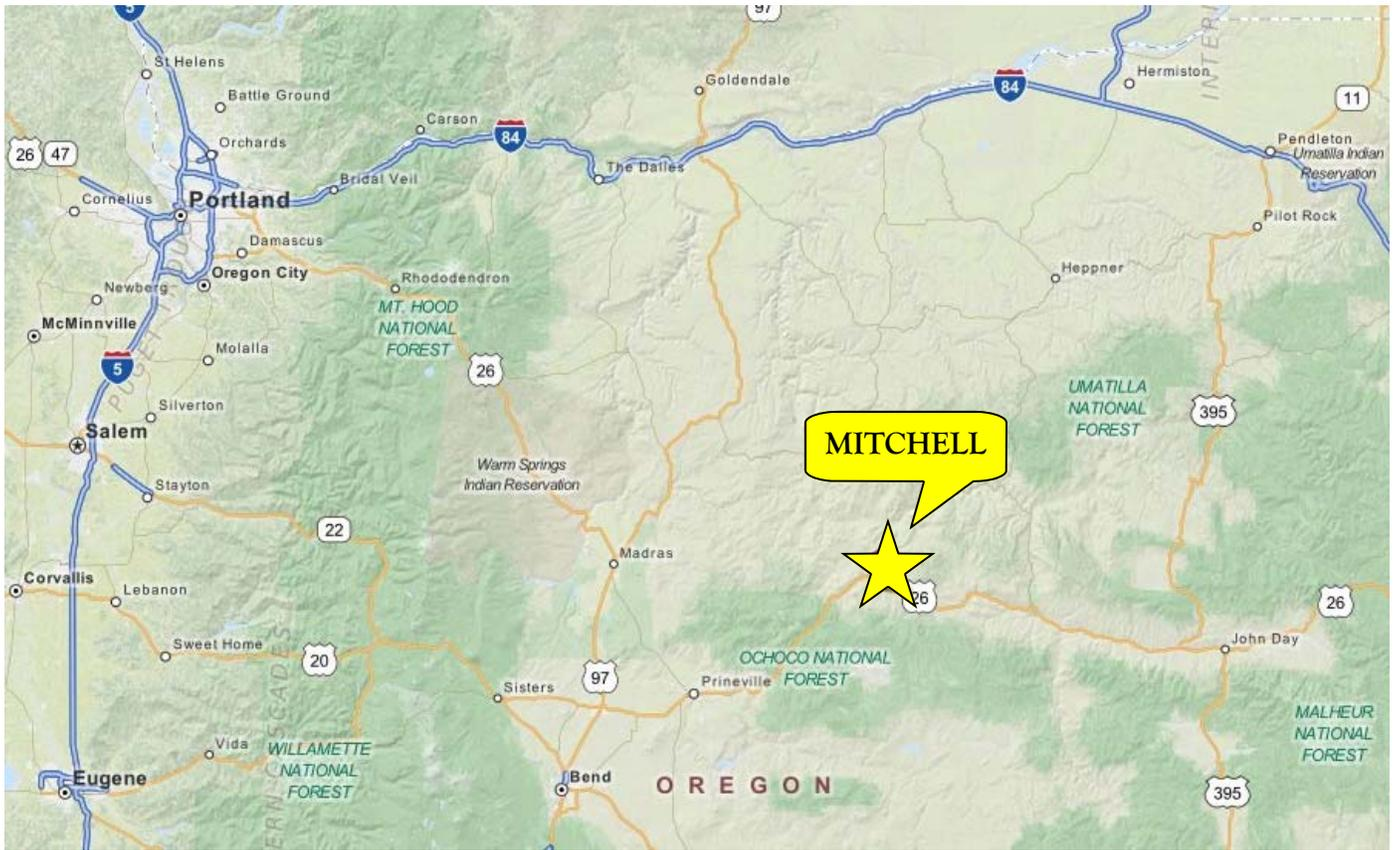 5
97
St Helens
Goldendale
84
Hermiston
INTERI
Battle Ground
11
Carson
84
26
47
Orchards
Pendleton
Umatilla Indian
Reservation
The Dalles
Bridal Veil
Cornelius
Portland
Pilot Rock
Damascus
Heppner
Oregon City
Rhododendron
Newberg
MT. HOOD
NATIONAL
FOREST
McMinnville
Molalla
5
26
UMATILLA
NATIONAL
FOREST
395
Silverton
Salem
MITCHELL
Warm Springs
Indian Reservation
Stayton
22
Madras
Corvallis
Lebanon
26
26
John Day
Sweet Home
20
OCHOCO NATIONAL
FOREST
97
Prineville
Sisters
MALHEUR
NATIONAL
FOREST
Vida
WILLAMETTE
NATIONAL
FOREST
Eugene
Bend
OREGON
395